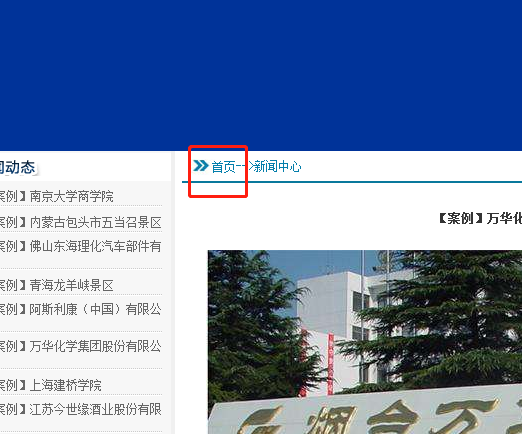 闻动态
首页-->新闻中心
案例】南京大学商学院
案例】内蒙古包头市五当召景区
案例】佛山东海理化汽车部件有
案例】青海龙羊峡景区
案例】阿斯利康（中国）有限公
案例】万华化学集团股份有限公
案例】上海建桥学院
案例】江苏今世缘酒业股份有限
【案例】万华化
烟台万